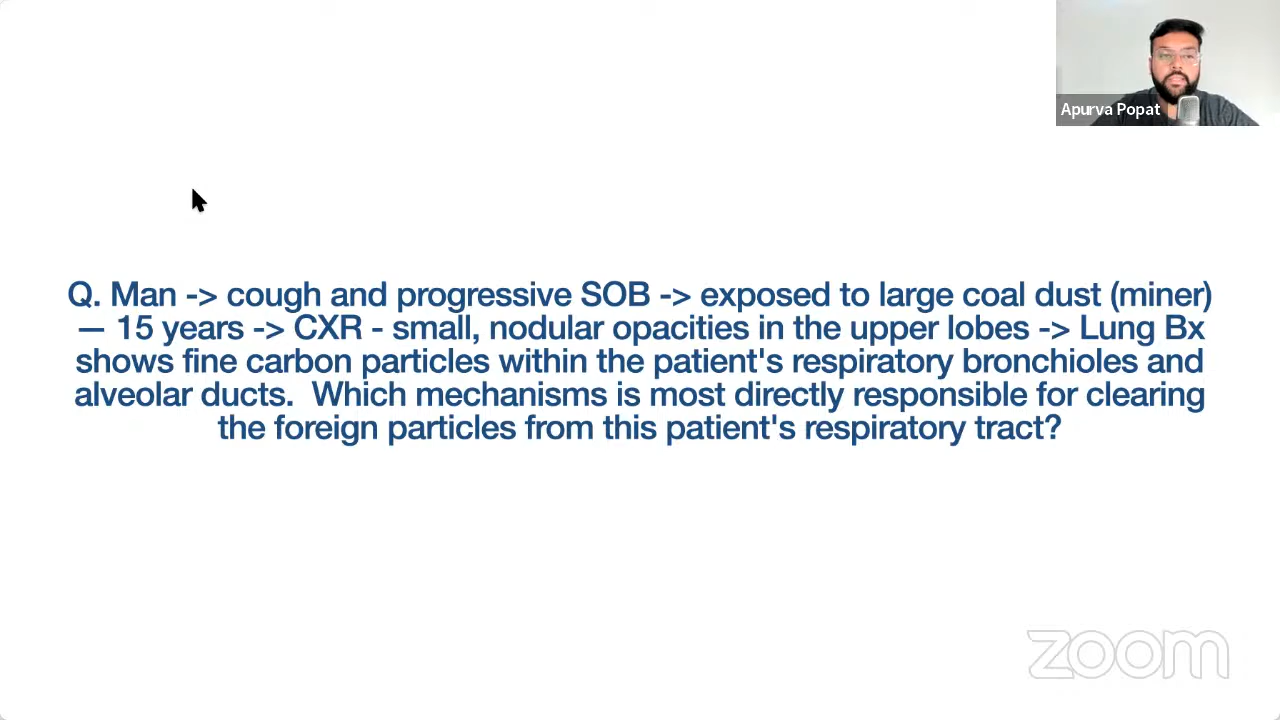 Apurva Popat
Q. Man -> cough and progressive SOB -> exposed to large coal dust (miner)
— 15 years -> CXR - small, nodular opacities in the upper lobes -> Lung Bx
shows fine carbon particles within the patient's respiratory bronchioles and
alveolar ducts.  Which mechanisms is most directly responsible for clearing
the foreign particles from this patient's respiratory tract?
zoom